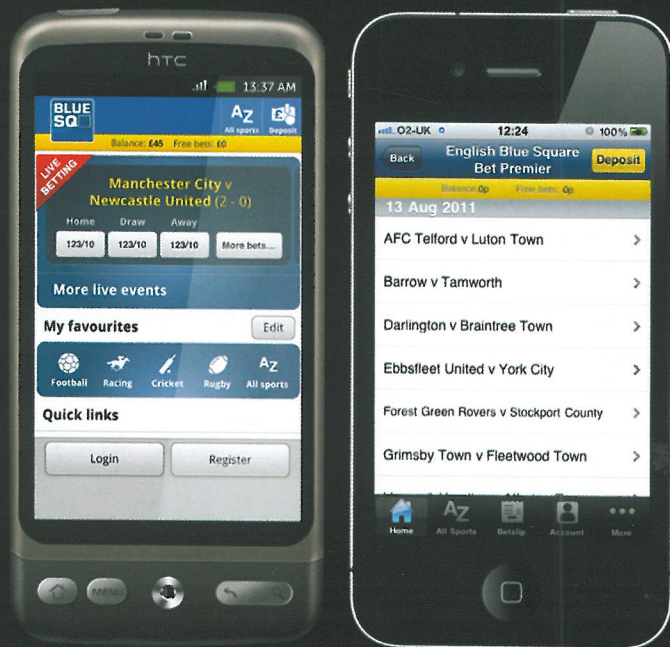 hTC
13:37 AM
BLUE
SQ
AZ
All sports
Deposit
Balance: £45 Free bets: £0
LIVE
BETTING
Manchester City v
Newcastle United (2 - 0)
Home Draw Away
123/10 123/10 123/10 More bets...
More live events
My favourites Edit
Football Racing Cricket Rugby AZ All sports
Quick links
Login Register
MENU
O2-UK 12:24 100%
Back English Blue Square
Bet Premier Deposit
Balance: 0p Free bets: 0p
13 Aug 2011
AFC Telford v Luton Town
Barrow v Tamworth
Darlington v Braintree Town
Ebbsfleet United v York City
Forest Green Rovers v Stockport County
Grimsby Town v Fleetwood Town
AZ
Home All Sports Betslip Account More